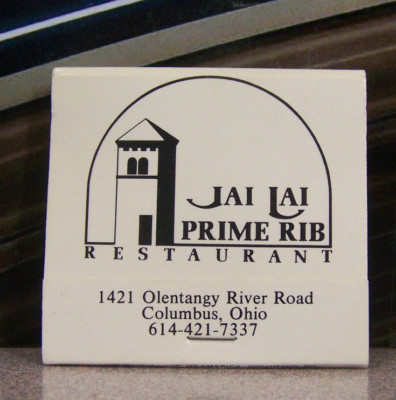 JAI LAI
PRIME RIB
RESTAURANT
1421 Olentangy River Road
Columbus, Ohio
614-421-7337